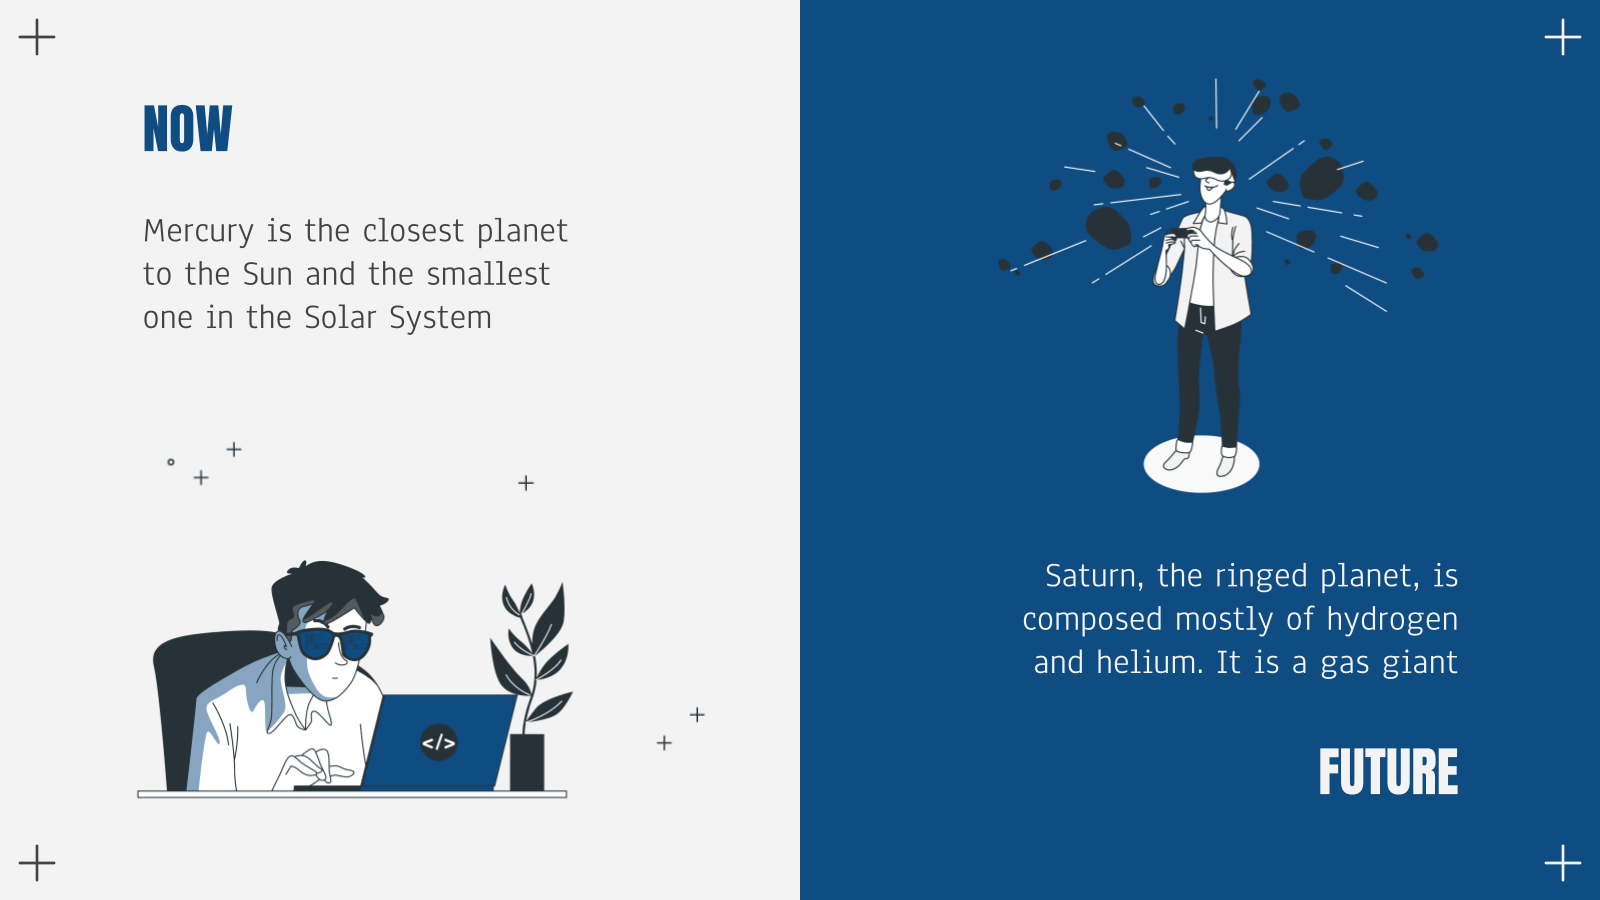 NOW
Mercury is the closest planet
to the Sun and the smallest
one in the Solar System
</>
Saturn, the ringed planet, is
composed mostly of hydrogen
and helium. It is a gas giant
FUTURE